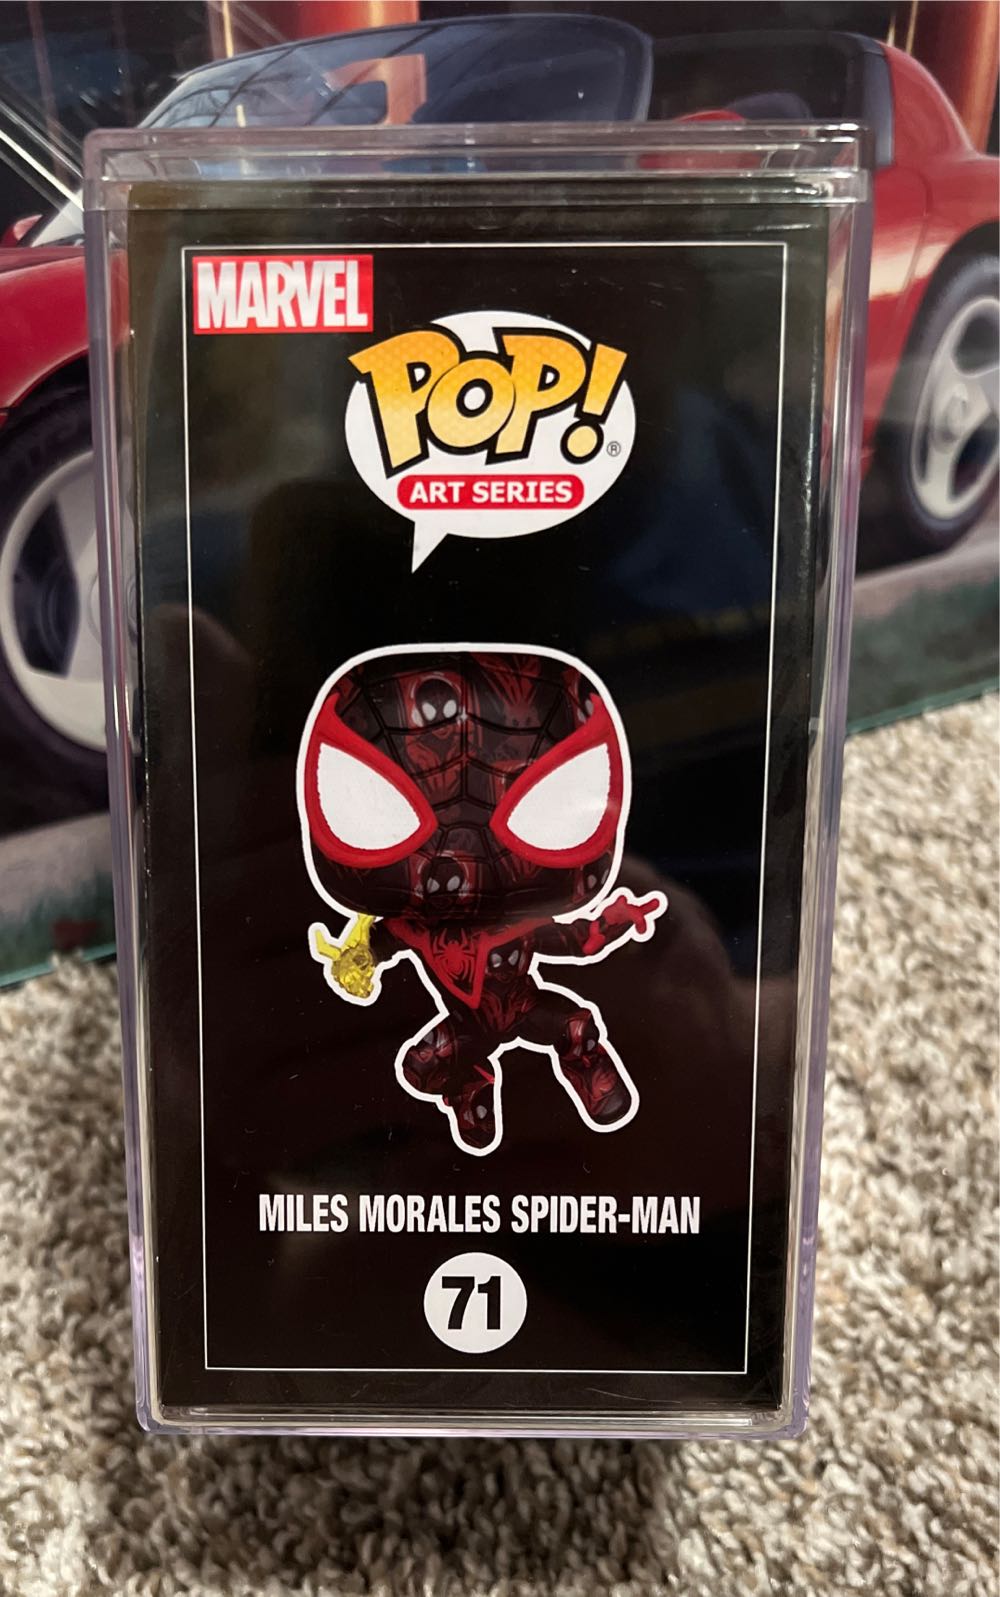 MARVEL
POP!®
ART SERIES
MILES MORALES SPIDER-MAN
71